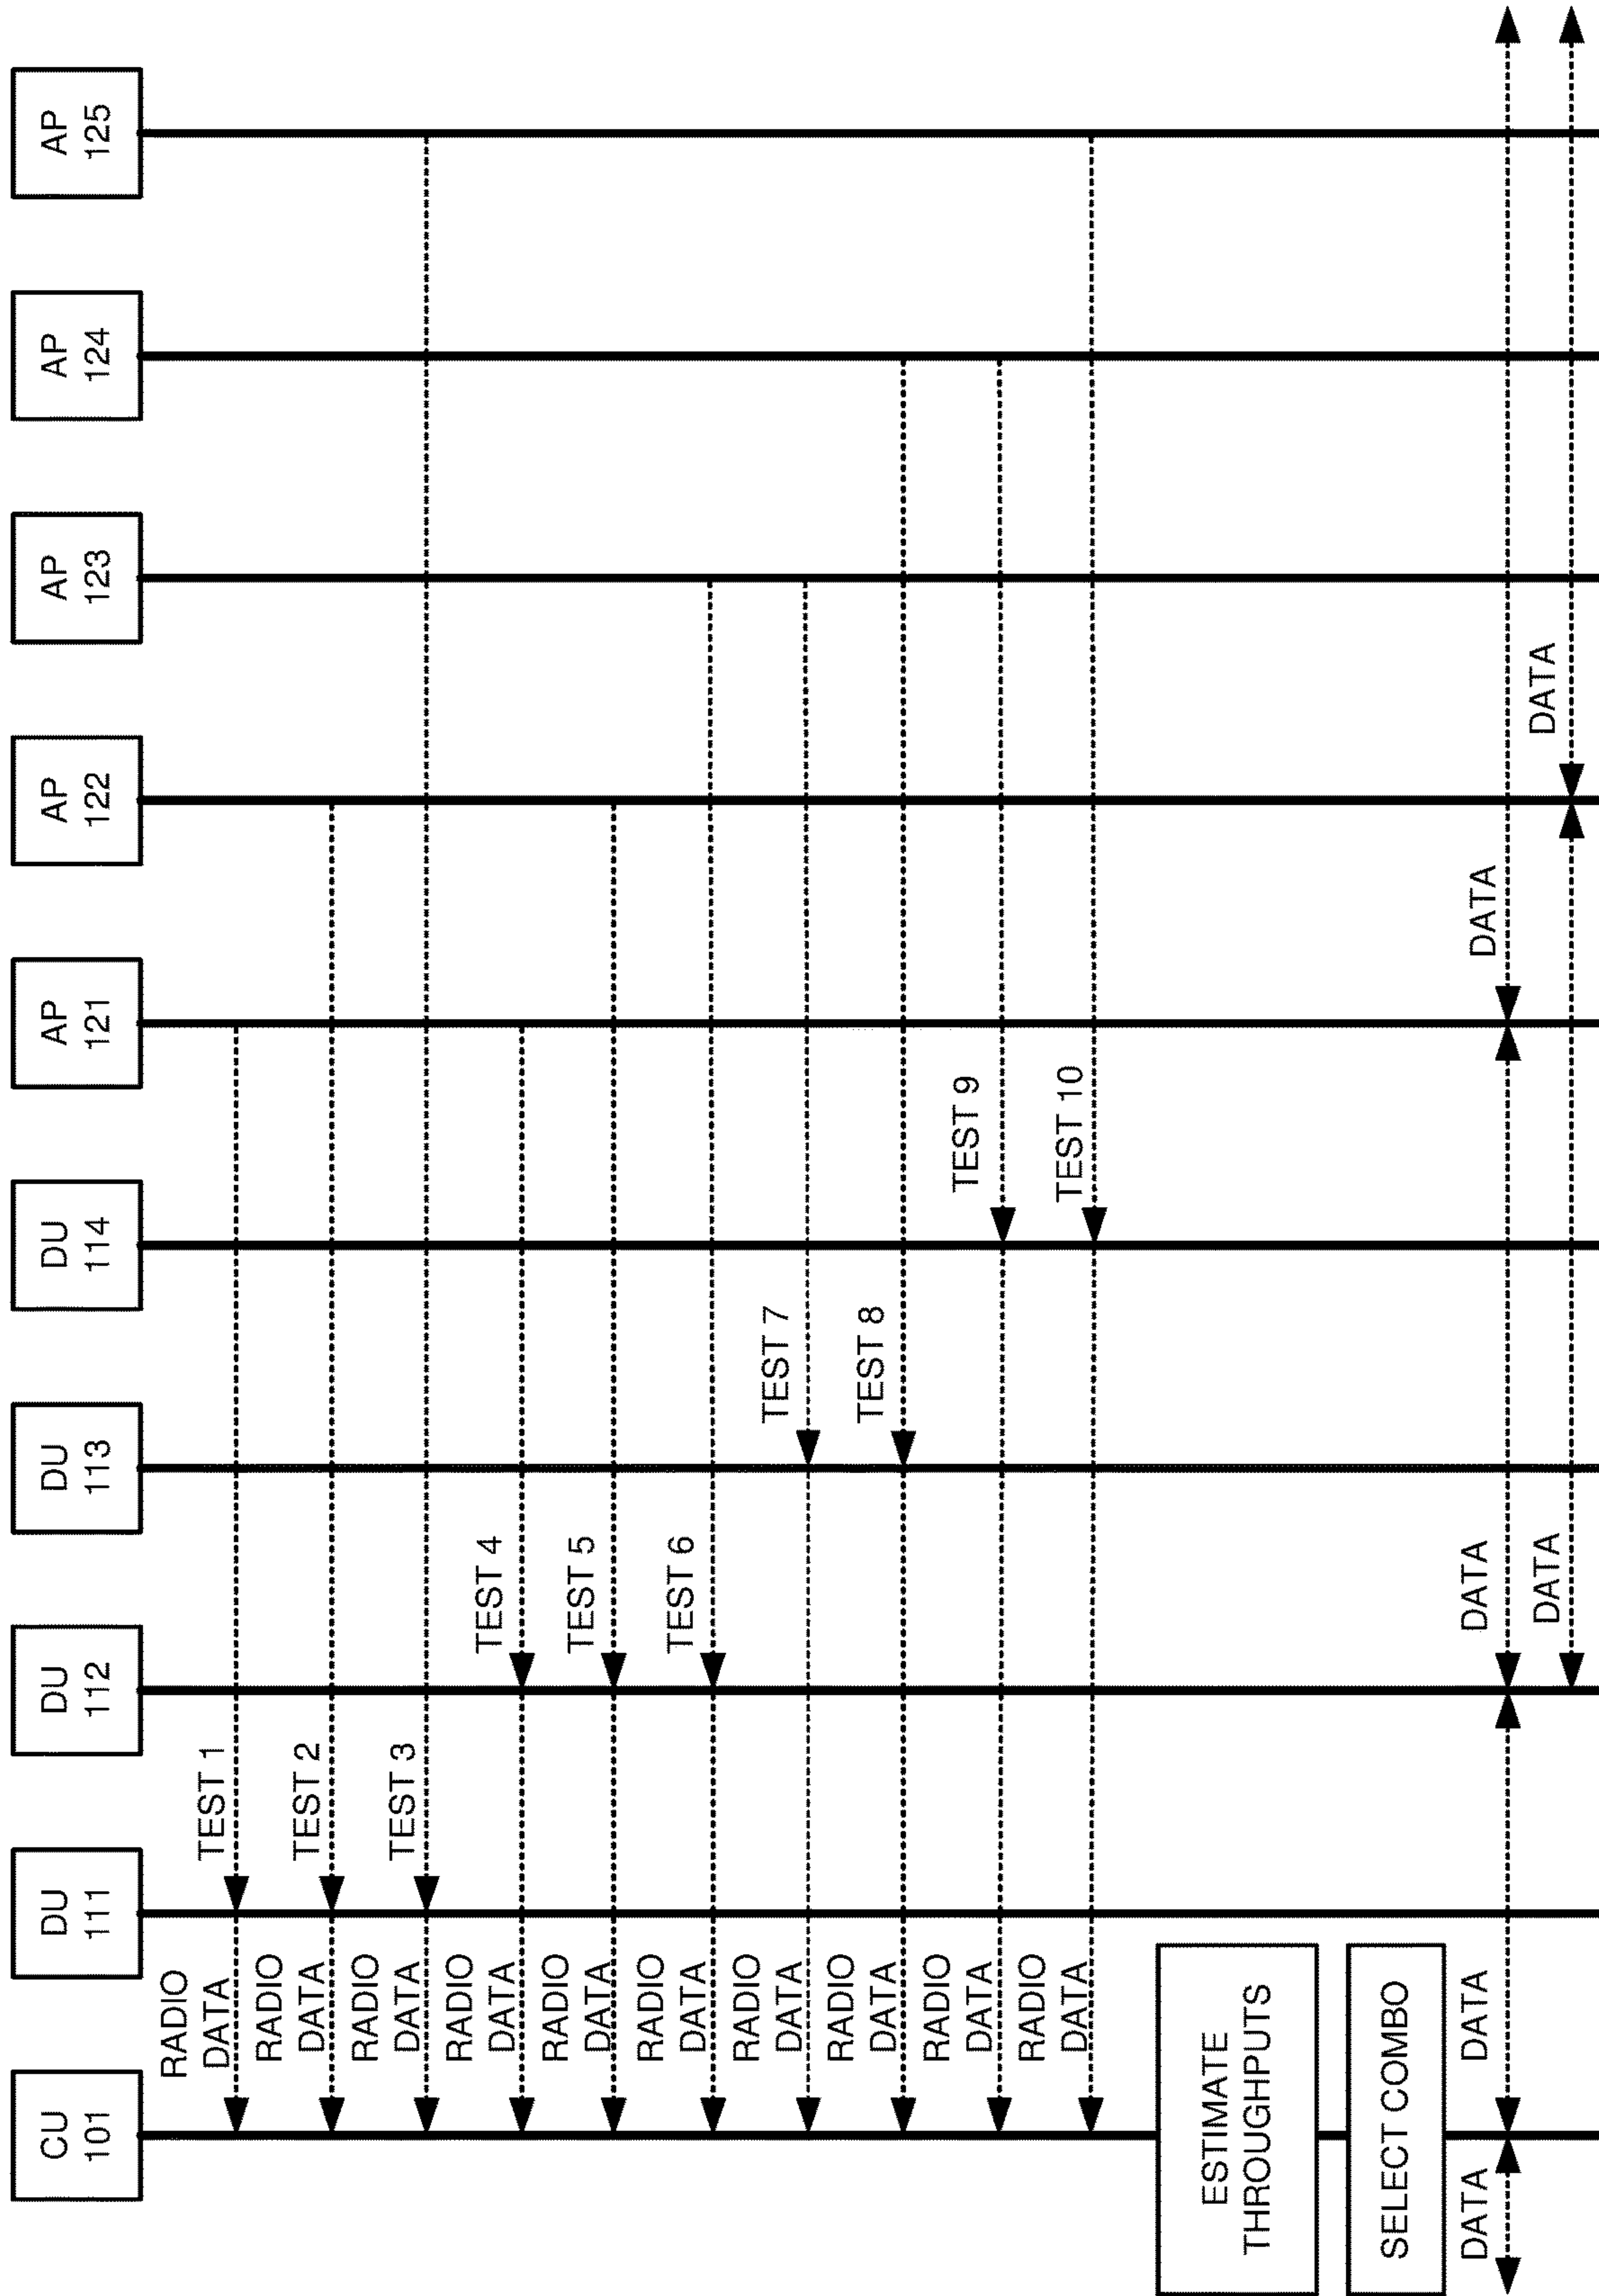 CU
101
DU
111
DU
112
DU
113
DU
114
AP
121
AP
122
AP
123
AP
124
AP
125
RADIO
DATA
TEST 1
RADIO
DATA
TEST 2
RADIO
DATA
TEST 3
RADIO
DATA
TEST 4
RADIO
DATA
TEST 5
RADIO
DATA
TEST 6
RADIO
DATA
TEST 7
RADIO
DATA
TEST 8
RADIO
DATA
TEST 9
RADIO
DATA
TEST 10
ESTIMATE
THROUGHPUTS
SELECT COMBO
DATA
DATA
DATA
DATA
DATA
DATA